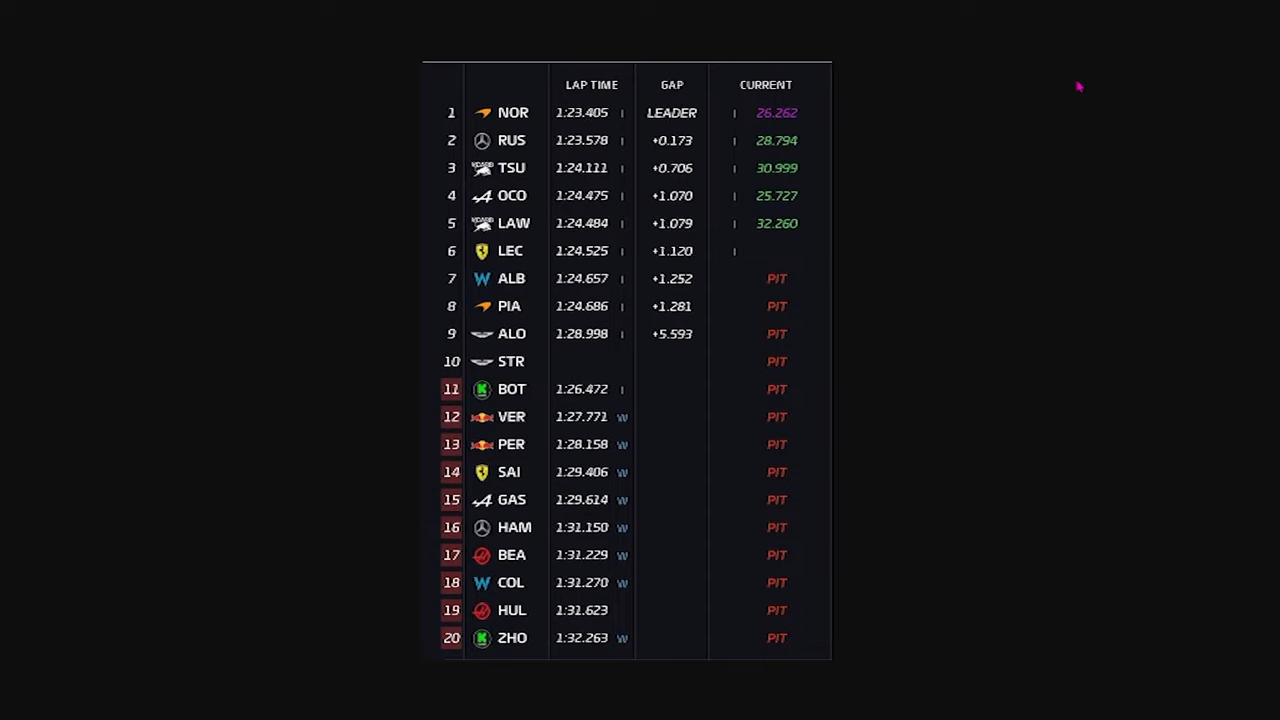 LAP TIME GAP CURRENT
1 NOR 1:23.405 I LEADER I 26.262
2 RUS 1:23.578 I +0.173 I 28.794
3 TSU 1:24.111 I +0.706 I 30.999
4 OCO 1:24.475 I +1.070 I 25.727
5 LAW 1:24.484 I +1.079 I 32.260
6 LEC 1:24.525 I +1.120 I
7 W ALB 1:24.657 I +1.252 PIT
8 PIA 1:24.686 I +1.281 PIT
9 ALO 1:28.998 I +5.593 PIT
10 STR PIT
11 K BOT 1:26.472 I PIT
12 VER 1:27.771 W PIT
13 PER 1:28.158 W PIT
14 SAI 1:29.406 W PIT
15 GAS 1:29.614 W PIT
16 HAM 1:31.150 W PIT
17 BEA 1:31.229 W PIT
18 W COL 1:31.270 W PIT
19 HUL 1:31.623 PIT
20 K ZHO 1:32.263 W PIT